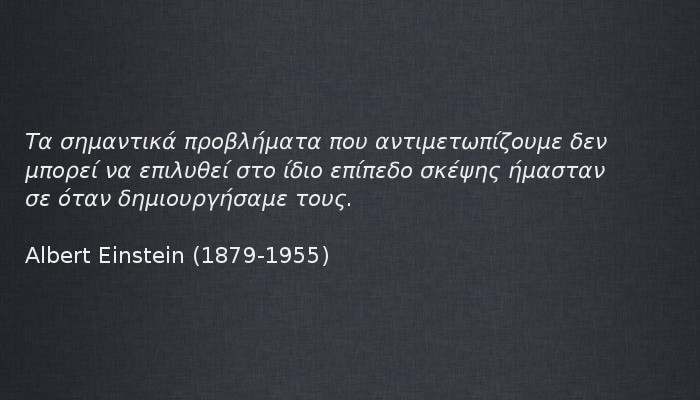 Τα σημαντικά προβλήματα που αντιμετωπίζουμε δεν
μπορεί να επιλυθεί στο ίδιο επίπεδο σκέψης ήμασταν
σε όταν δημιουργήσαμε τους.
Albert Einstein (1879-1955)